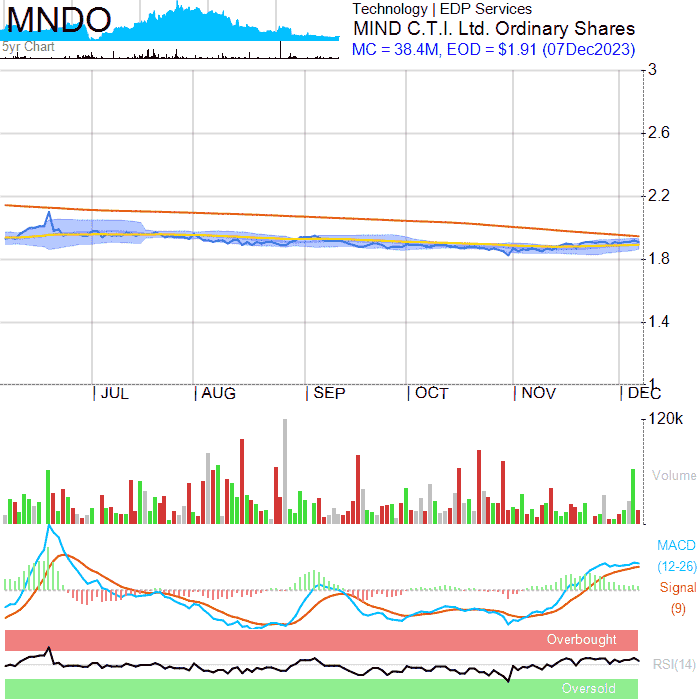 MNDO
5yr Chart
Technology | EDP Services
MIND C.T.I. Ltd. Ordinary Shares
MC = 38.4M, EOD = $1.91 (07Dec2023)
3
2.6
2.2
1.8
1.4
1
JUL AUG SEP OCT NOV DEC
120k
Volume
MACD
(12-26)
Signal
(9)
Overbought
RSI(14)
Oversold